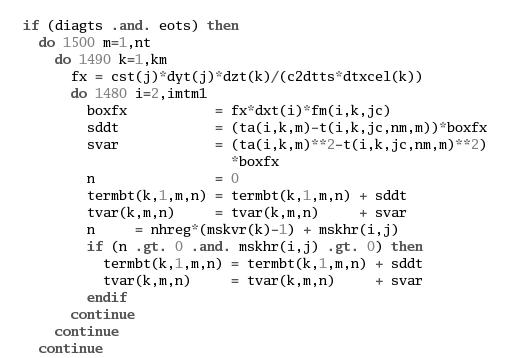 if (diagts .and. eots) then
  do 1500 m=1,nt
    do 1490 k=1,km
      fx = cst(j)*dyt(j)*dzt(k)/(c2dtts*dtxcel(k))
      do 1480 i=2,imtm1
        boxfx           = fx*dxt(i)*fm(i,k,jc)
        sddt            = (ta(i,k,m)-t(i,k,jc,nm,m))*boxfx
        svar            = (ta(i,k,m)**2-t(i,k,jc,nm,m)**2)
                          *boxfx
        n               = 0
        termbt(k,1,m,n) = termbt(k,1,m,n) + sddt
        tvar(k,m,n)     = tvar(k,m,n)     + svar
        n     = nhreg*(mskvr(k)-1) + mskhr(i,j)
        if (n .gt. 0 .and. mskhr(i,j) .gt. 0) then
          termbt(k,1,m,n) = termbt(k,1,m,n) + sddt
          tvar(k,m,n)     = tvar(k,m,n)     + svar
        endif
      continue
    continue
  continue